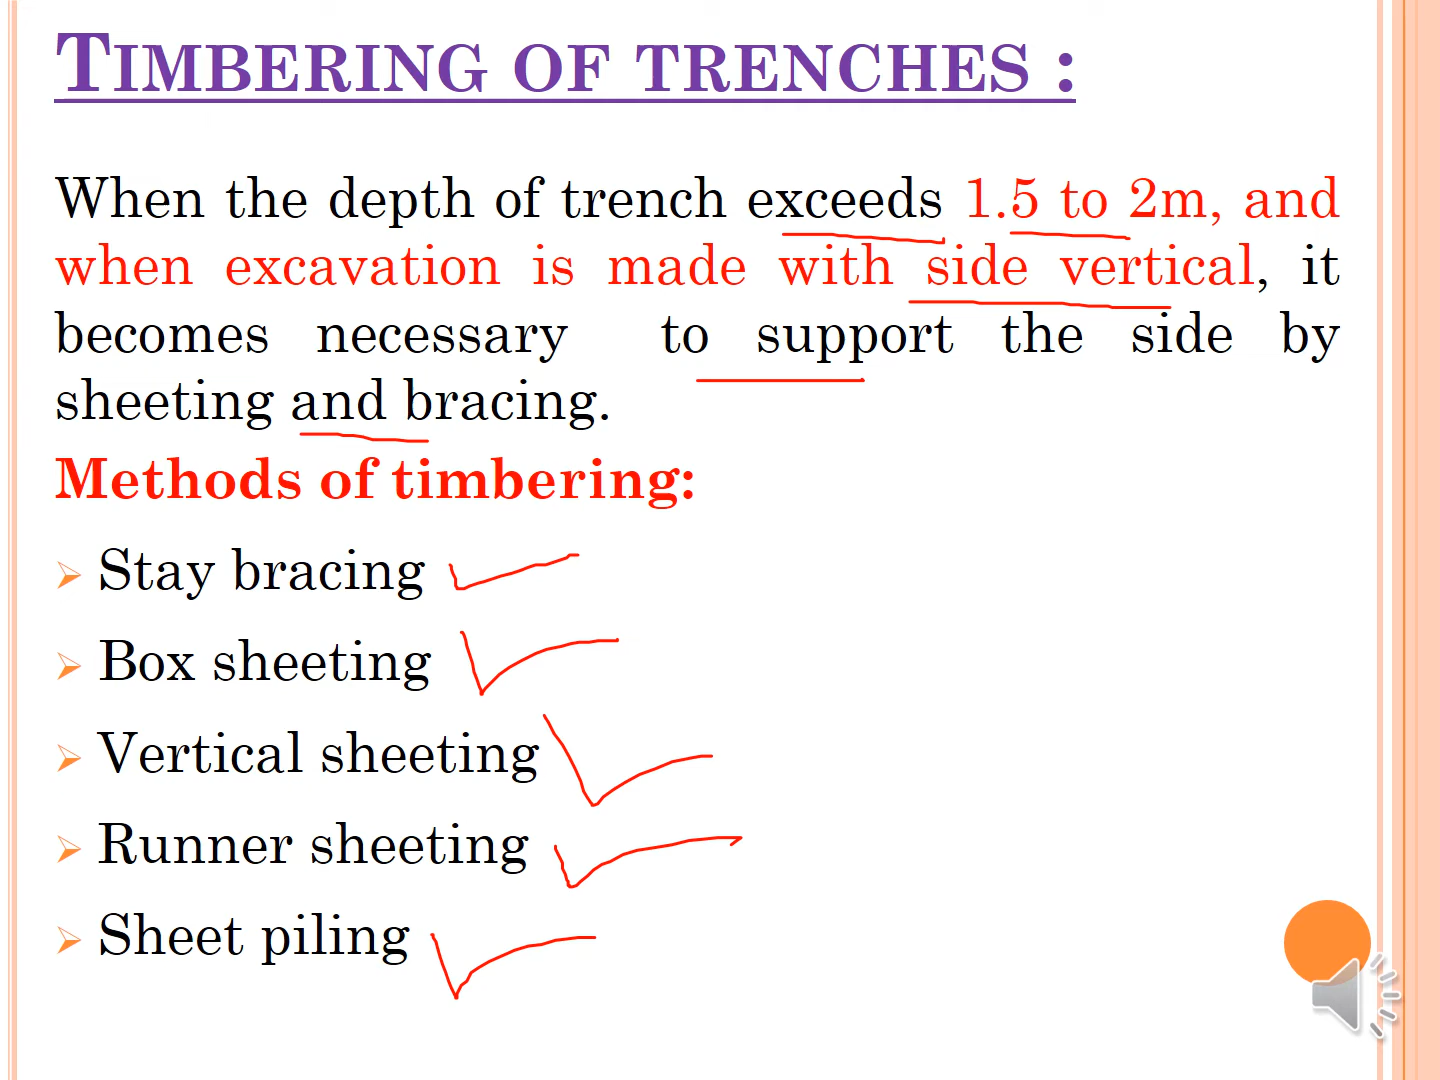 TIMBERING OF TRENCHES :
When the depth of trench exceeds 1.5 to 2m, and
when excavation is made with side vertical, it
becomes necessary to support the side by
sheeting and bracing.
Methods of timbering:
Stay bracing
Box sheeting
Vertical sheeting
Runner sheeting
Sheet piling